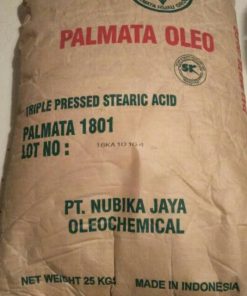 PALMATA OLEO
TRIPLE PRESSED STEARIC ACID
PALMATA 1801
LOT NO :
PT. NUBIKA JAYA
OLEOCHEMICAL
NET WEIGHT 25 KGS MADE IN INDONESIA